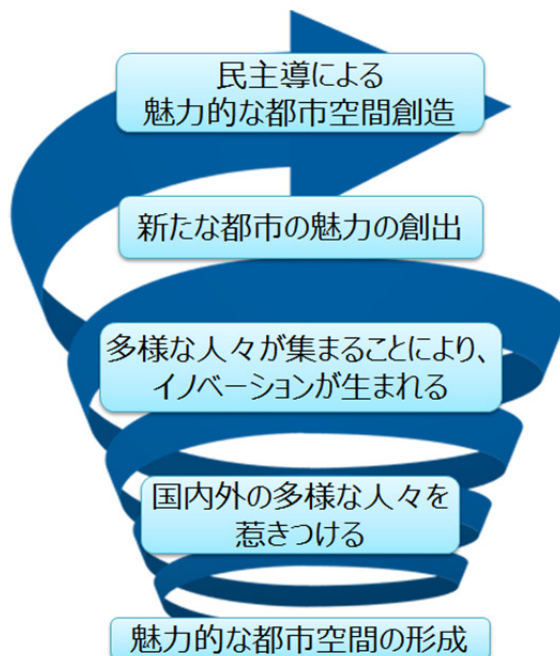 民主導による
魅力的な都市空間創造
新たな都市の魅力の創出
多様な人々が集まることにより、
イノベーションが生まれる
国内外の多様な人々を
惹きつける
魅力的な都市空間の形成